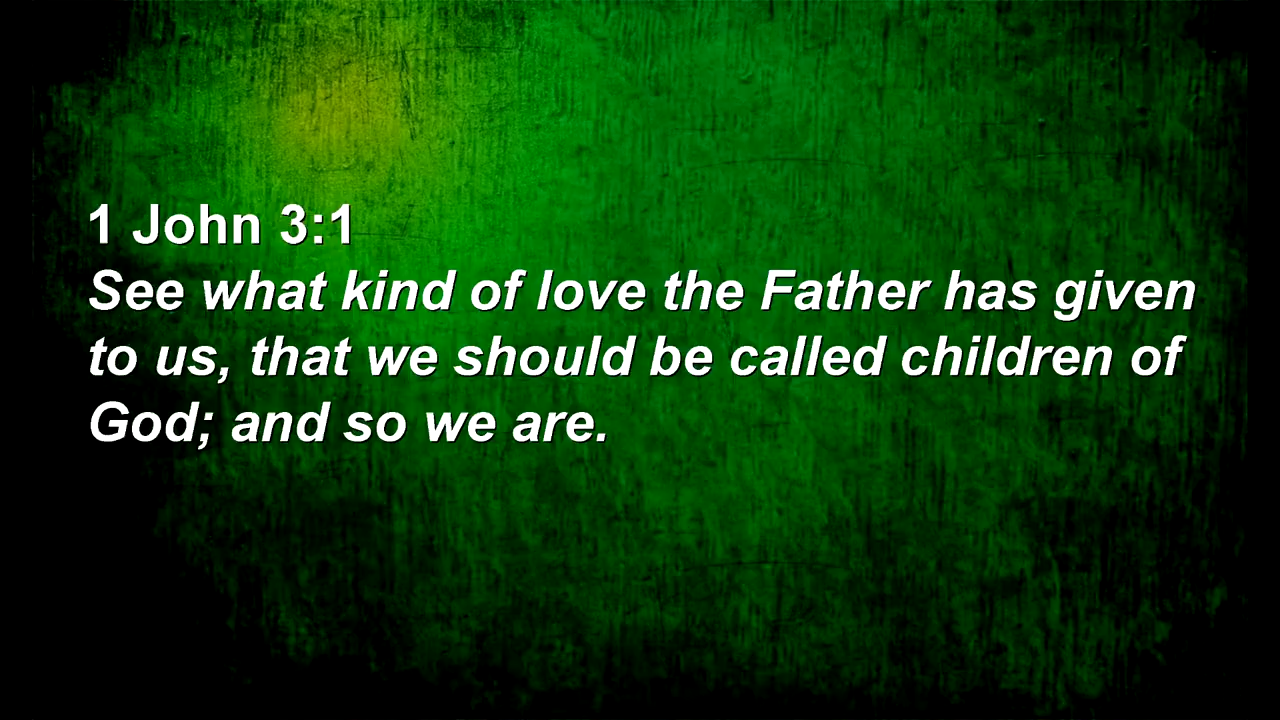 1 John 3:1
See what kind of love the Father has given
to us, that we should be called children of
God; and so we are.